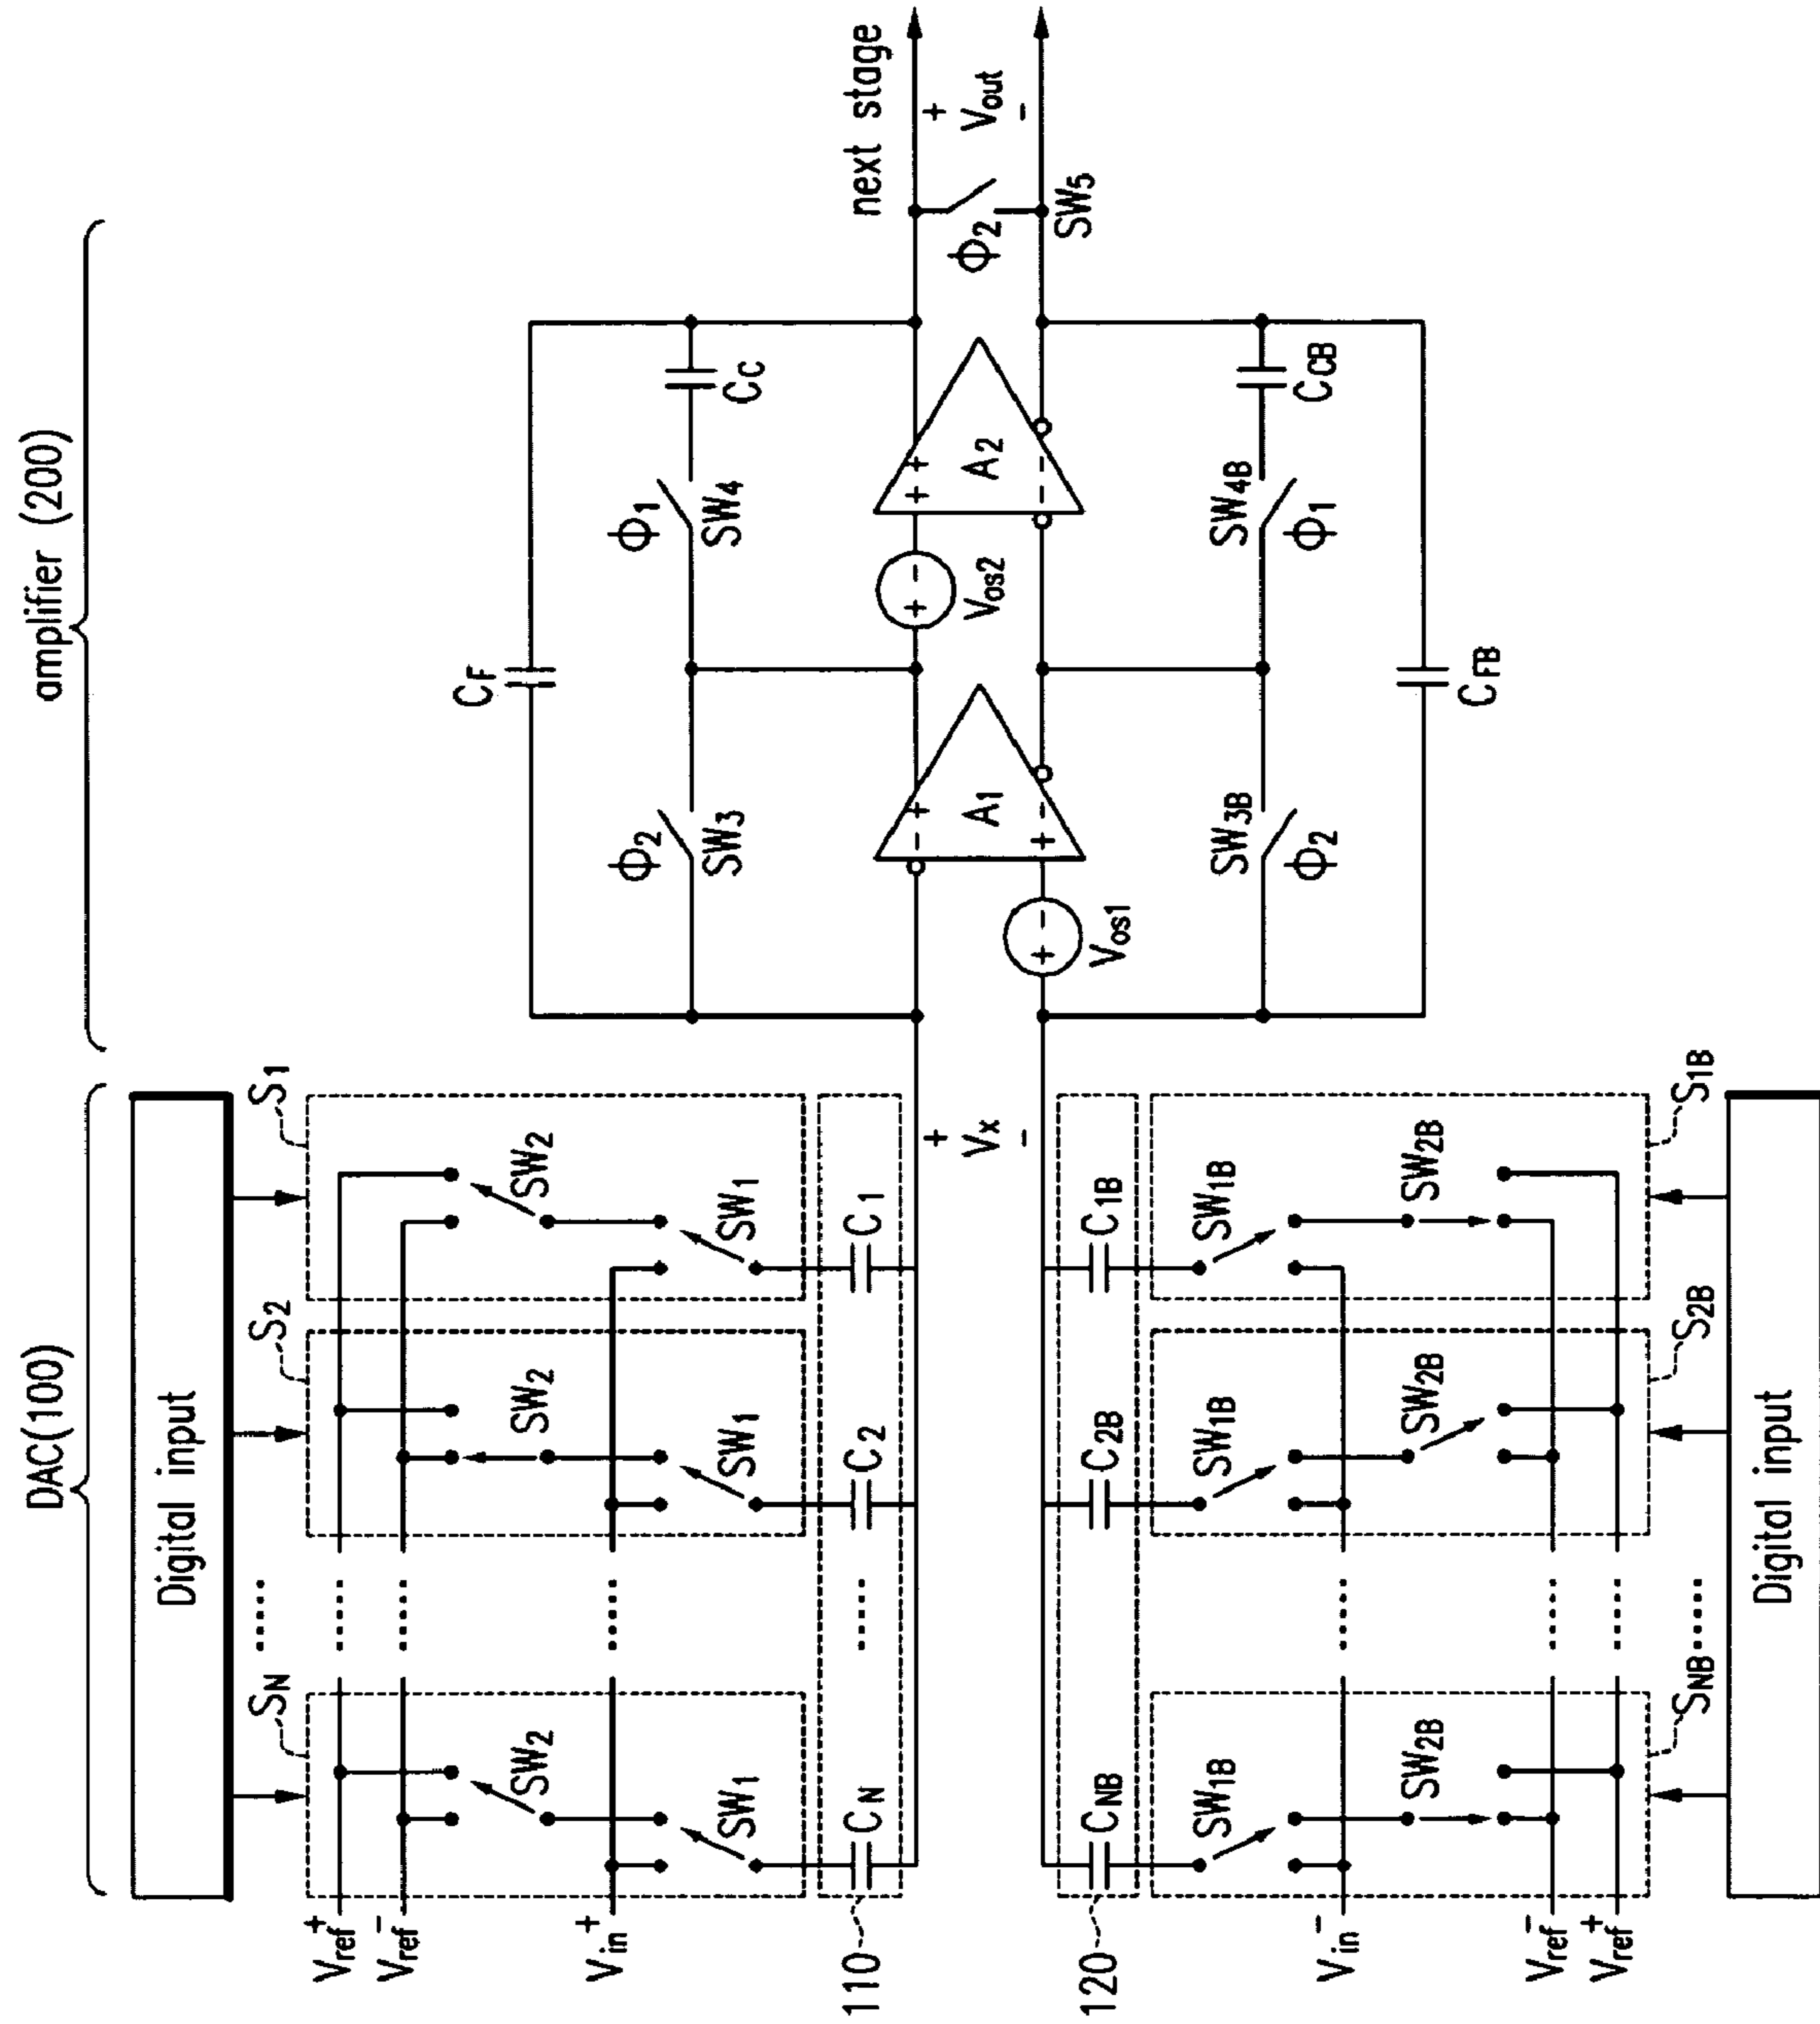 DAC(100)
amplifier (200)
Digital input
SN
S2
S1
Vref+
Vref-
Vin+
SW2
SW2
SW2
SW1
SW1
SW1
110
CN
C2
C1
+
Vx
-
120
CNB
C2B
C1B
SW1B
SW1B
SW1B
Vin-
SW2B
SW2B
SW2B
Vref-
Vref+
SNB
S2B
S1B
Digital input
CF
Φ2
SW3
Φ1
SW4
CC
- +
A1
+ -
Vos1
+ -
Vos2
+ -
+ +
A2
- -
SW3B
Φ2
SW4B
Φ1
CCB
CFB
Φ2
SW5
next stage
+
Vout
-